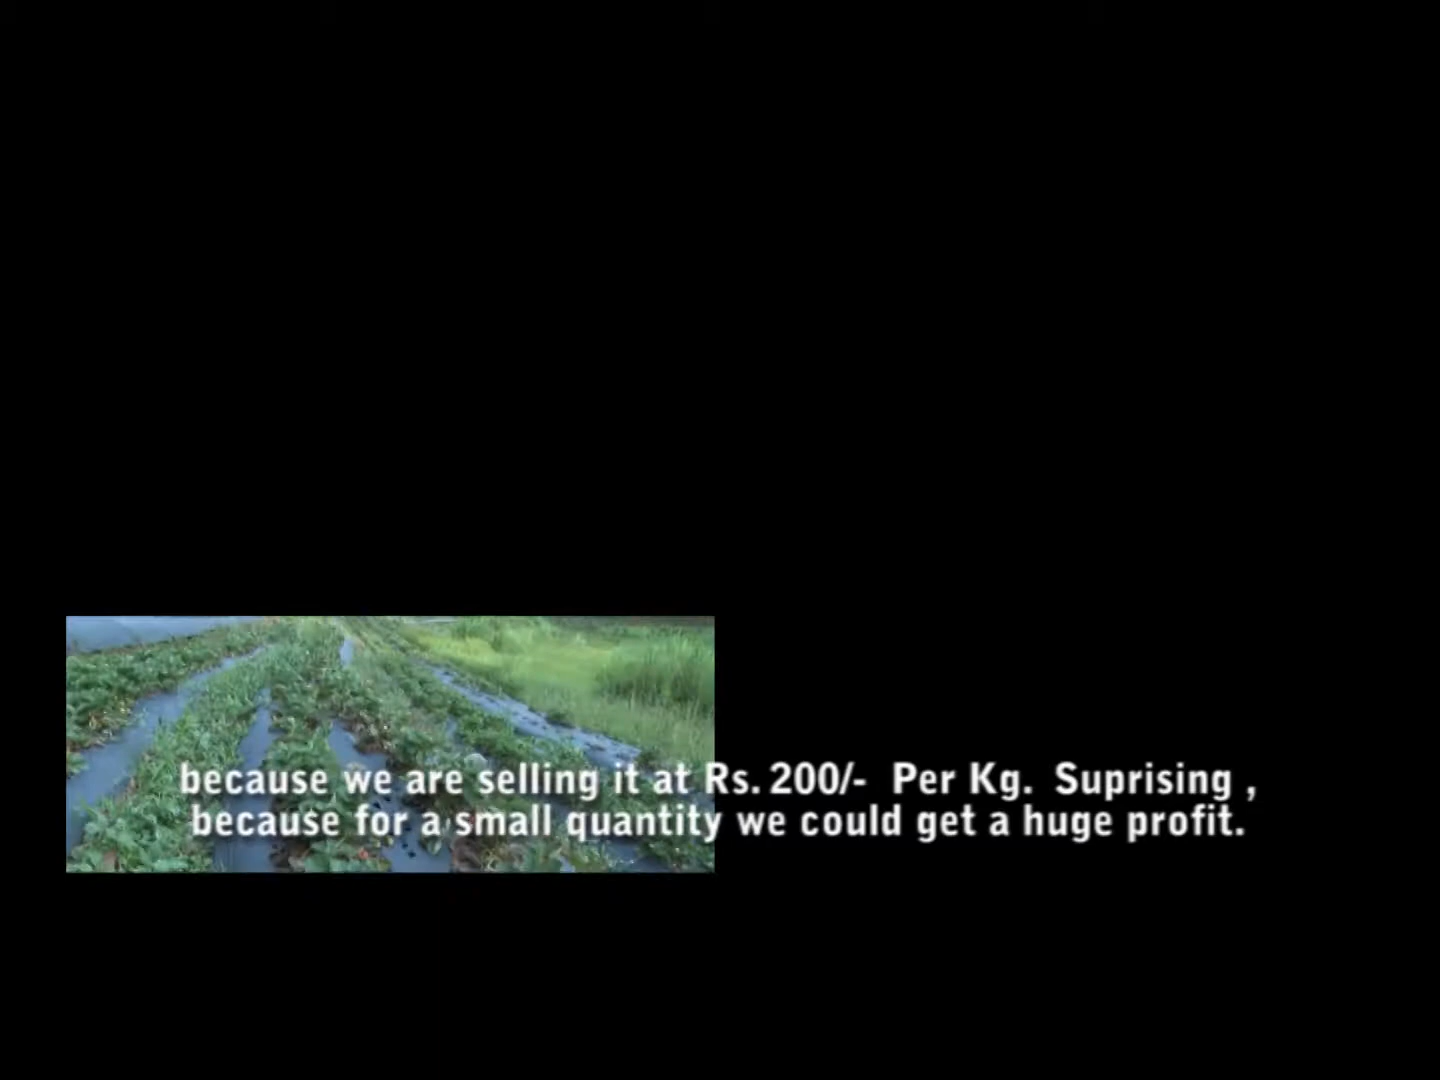 because we are selling it at Rs. 200/- Per Kg. Suprising ,
because for a small quantity we could get a huge profit.